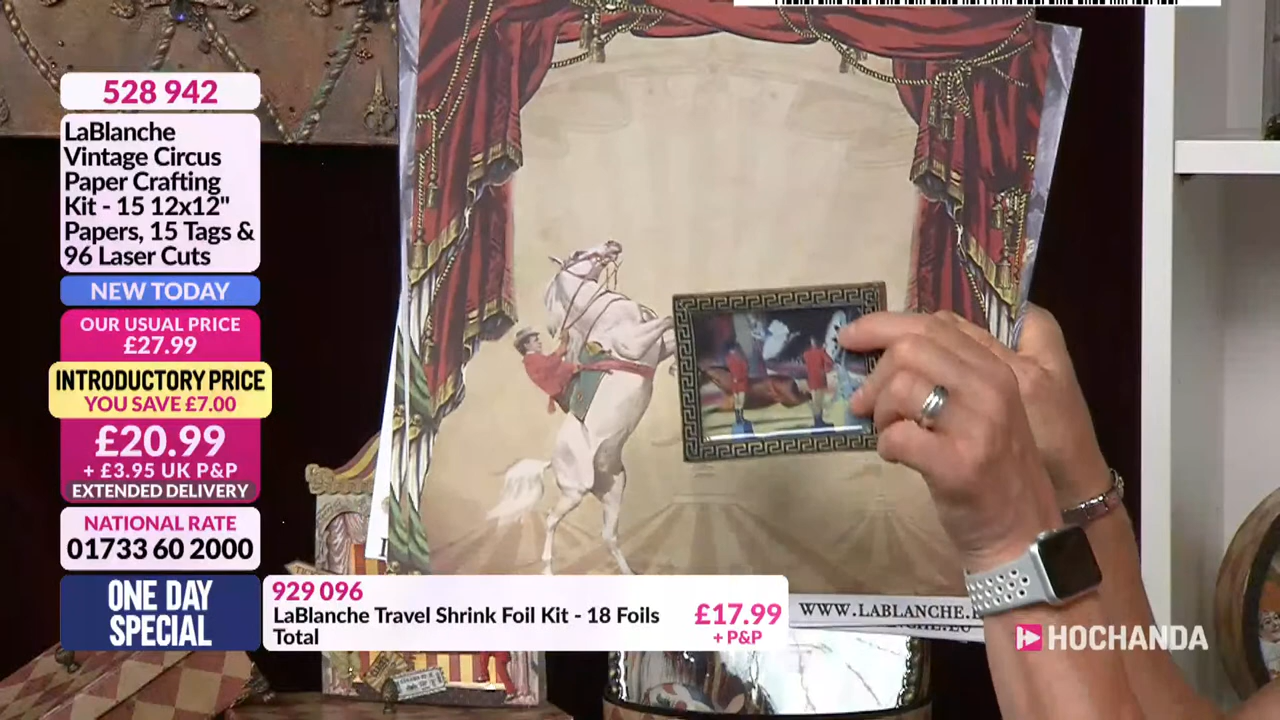 528 942
LaBlanche
Vintage Circus
Paper Crafting
Kit - 15 12x12"
Papers, 15 Tags &
96 Laser Cuts
NEW TODAY
OUR USUAL PRICE
£27.99
INTRODUCTORY PRICE
YOU SAVE £7.00
£20.99
+ £3.95 UK P&P
EXTENDED DELIVERY
NATIONAL RATE
01733 60 2000
ONE DAY
SPECIAL
929 096
LaBlanche Travel Shrink Foil Kit - 18 Foils
Total
£17.99
+ P&P
WWW.LABLANCHE.
HOCHANDA